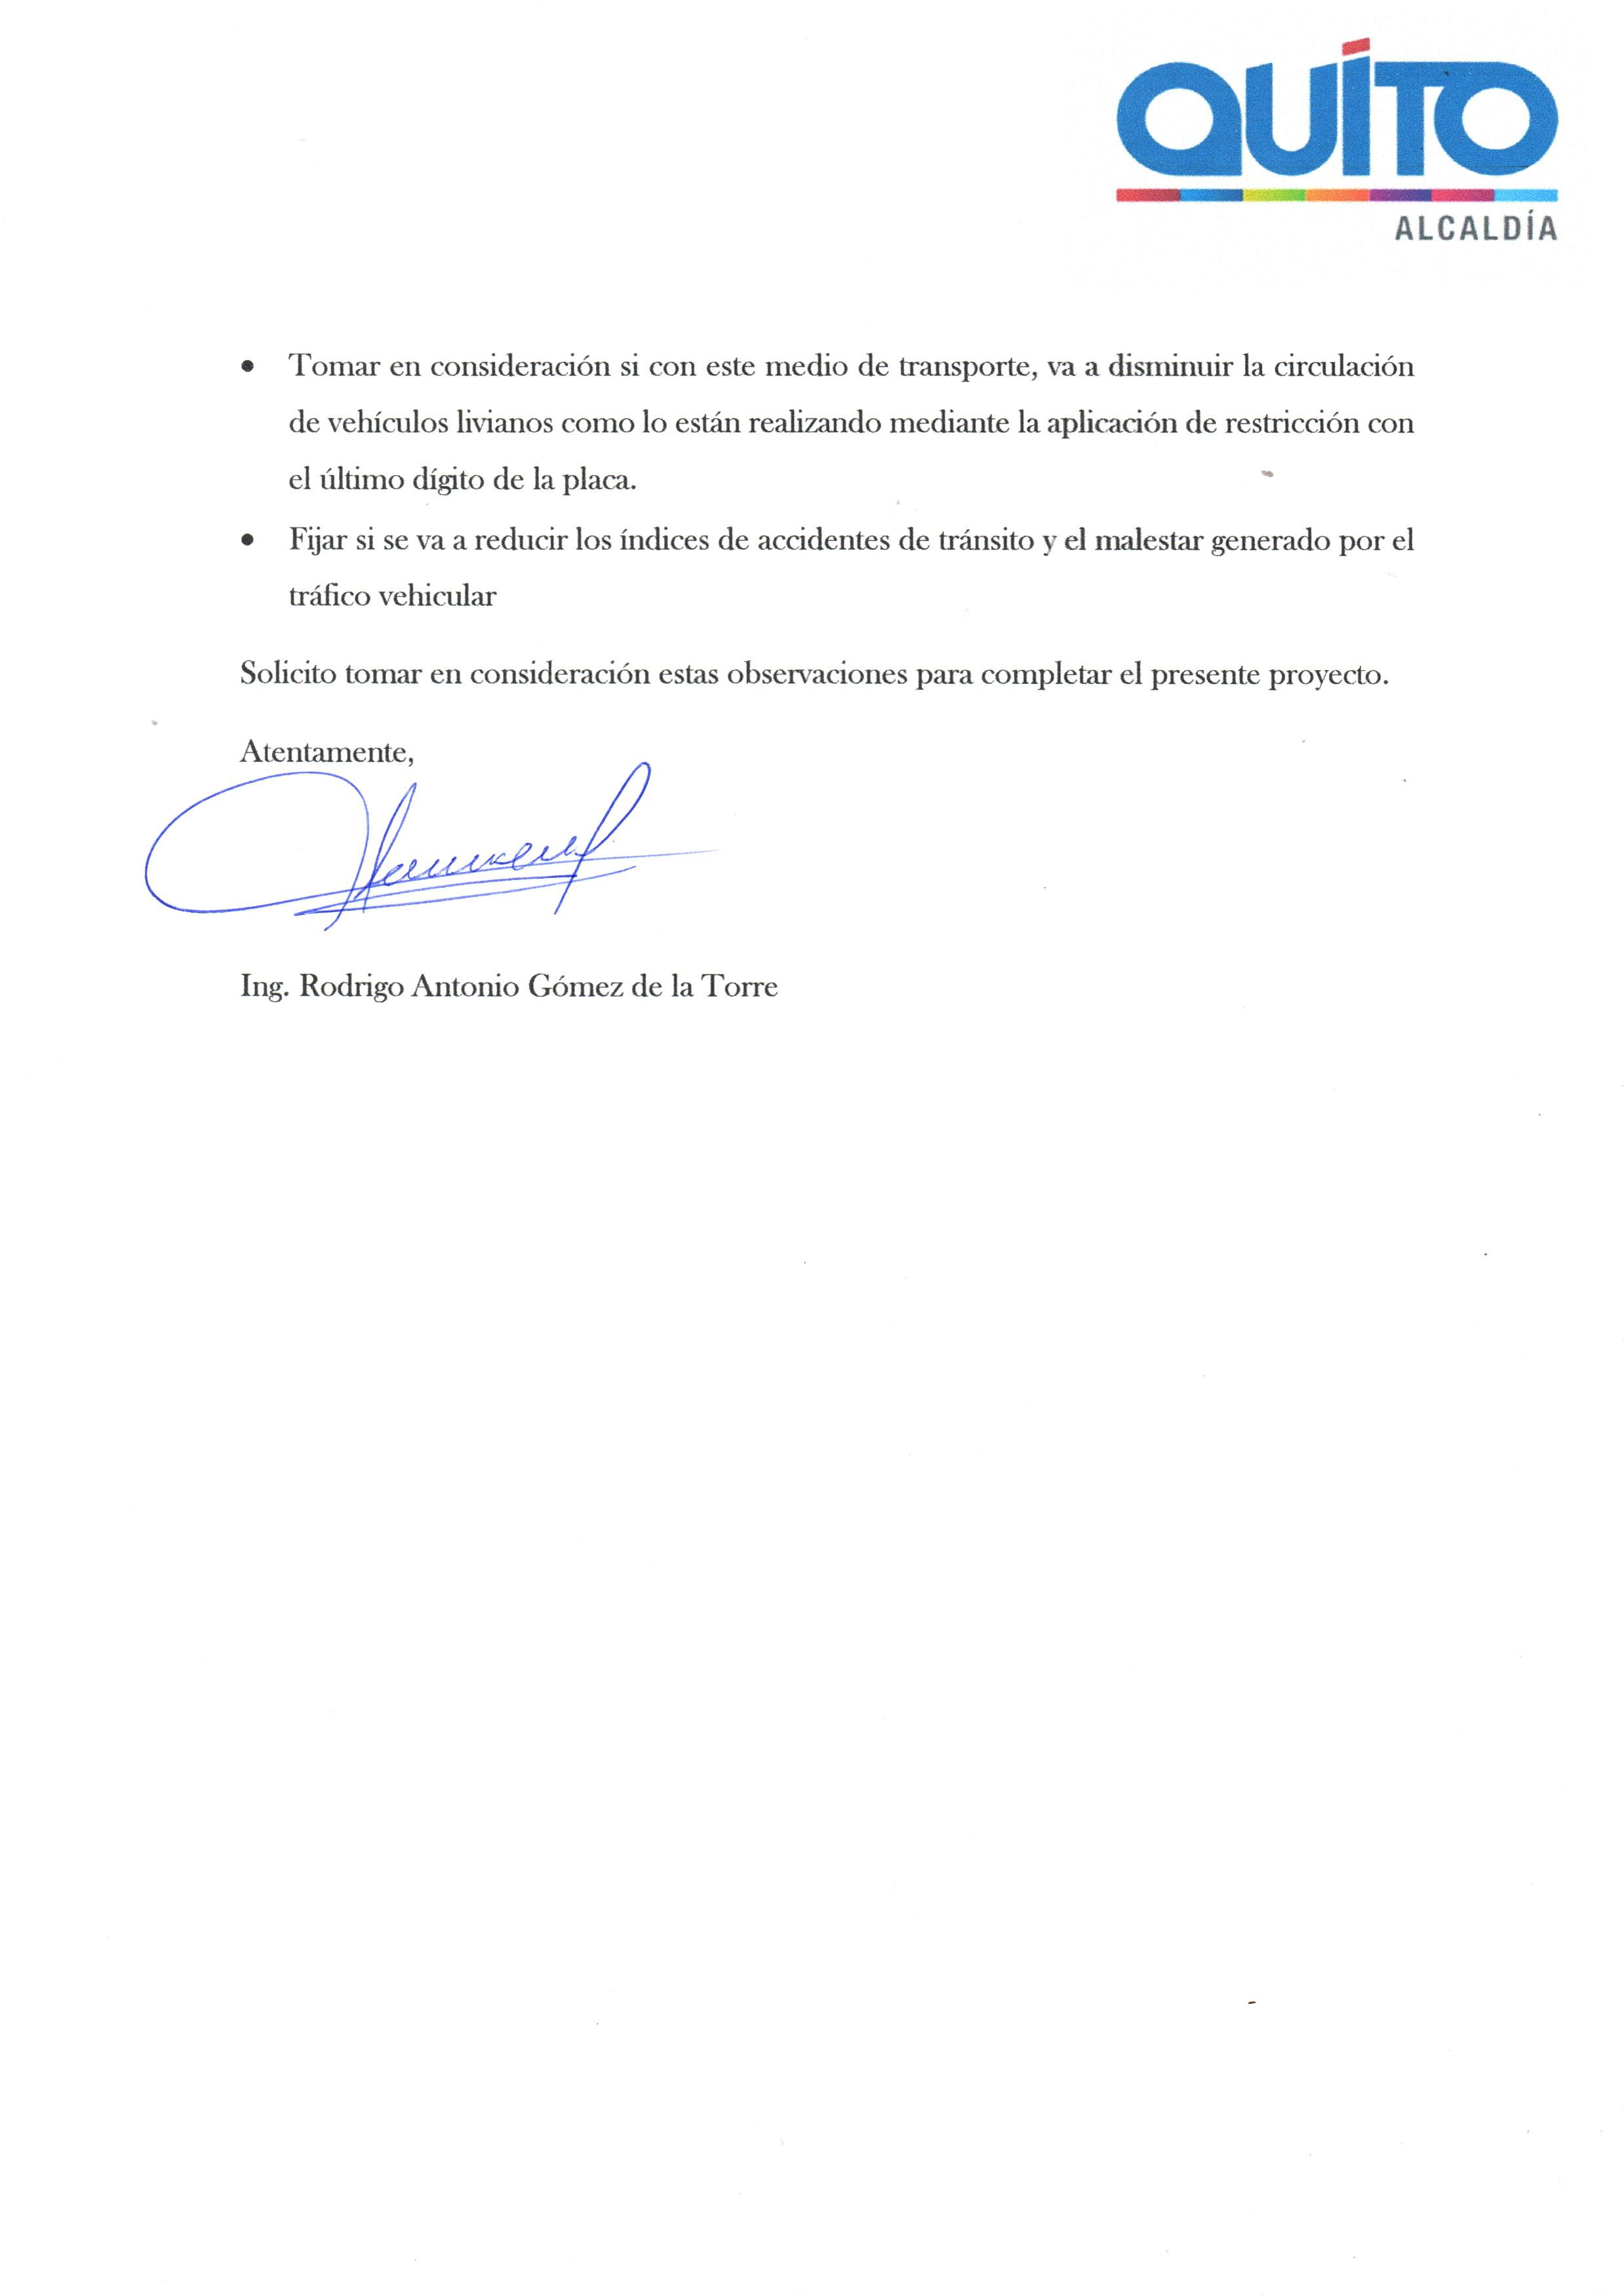 QUÍTO
ALCALDÍA
• Tomar en consideración si con este medio de transporte, va a disminuir la circulación
de vehículos livianos como lo están realizando mediante la aplicación de restricción con
el último dígito de la placa.
• Fijar si se va a reducir los índices de accidentes de tránsito y el malestar generado por el
tráfico vehicular
Solicito tomar en consideración estas observaciones para completar el presente proyecto.
Atentamente,
Ing. Rodrigo Antonio Gómez de la Torre